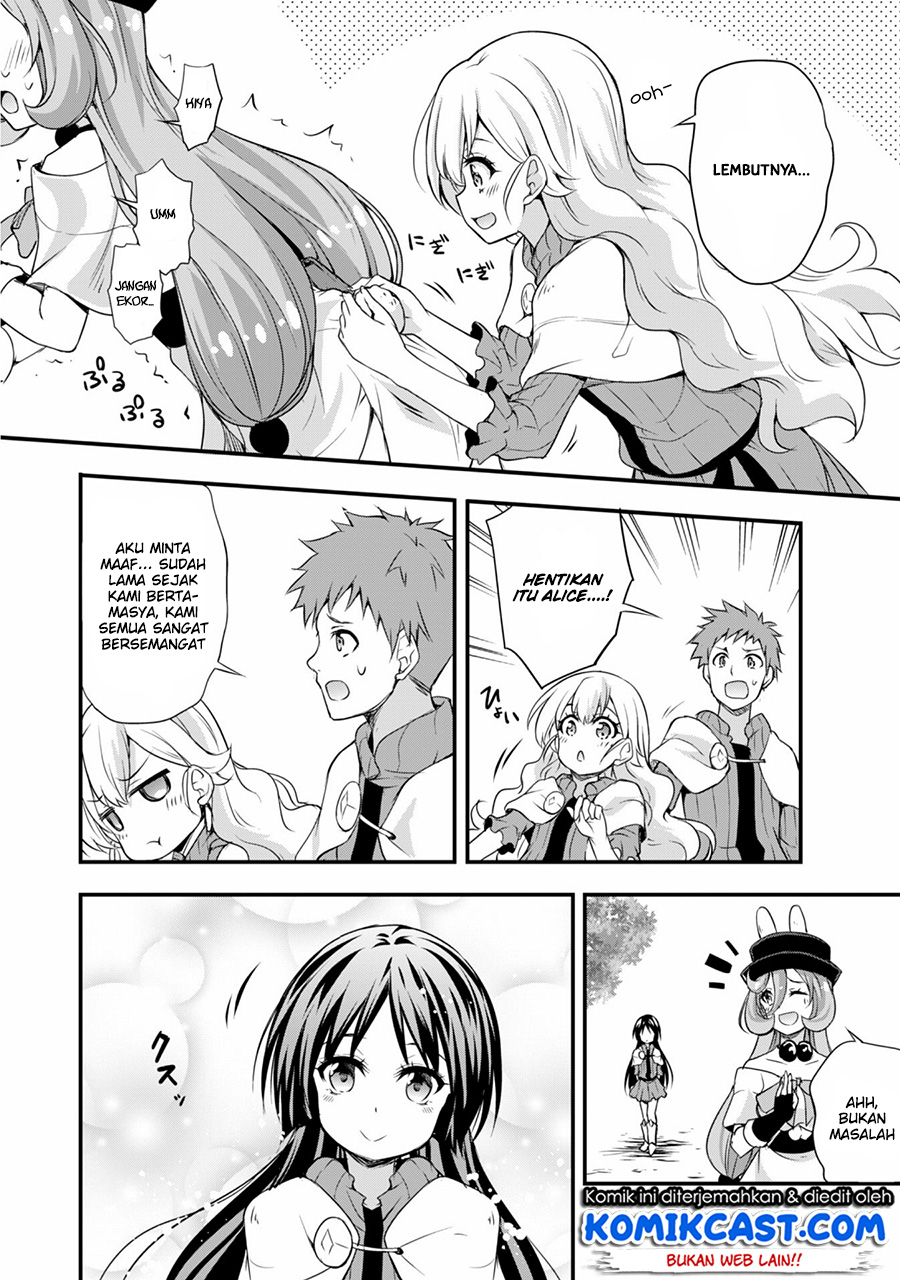 ooh-
LEMBUTNYA...
KIYA
UMM
JANGAN
EKOR...
にぎ
にぎ
ぷる
ぷる
HENTIKAN
ITU ALICE....!
ひょい
AKU MINTA
MAAF... SUDAH
LAMA SEJAK
KAMI BERTA-
MASYA, KAMI
SEMUA SANGAT
BERSEMANGAT
AHH,
BUKAN
MASALAH
クス
Komik ini diterjemahkan & diedit oleh
KOMIKCAST.COM
BUKAN WEB LAIN!!